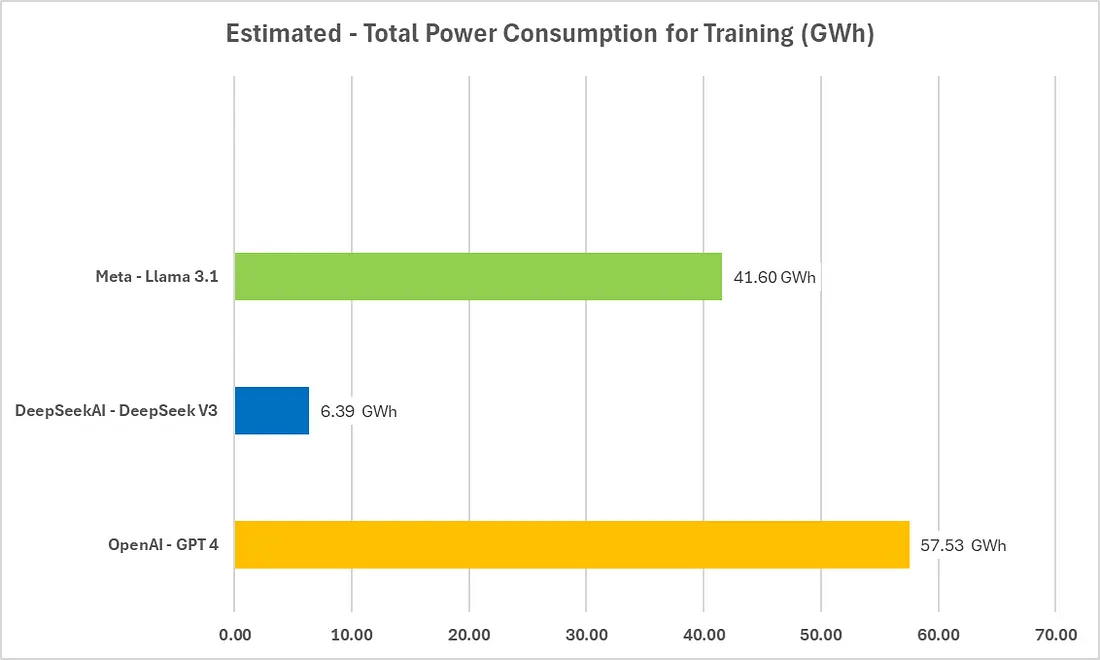 Estimated - Total Power Consumption for Training (GWh)
Meta - Llama 3.1
41.60 GWh
DeepSeekAI - DeepSeek V3
6.39 GWh
OpenAI - GPT 4
57.53 GWh
0.00 10.00 20.00 30.00 40.00 50.00 60.00 70.00